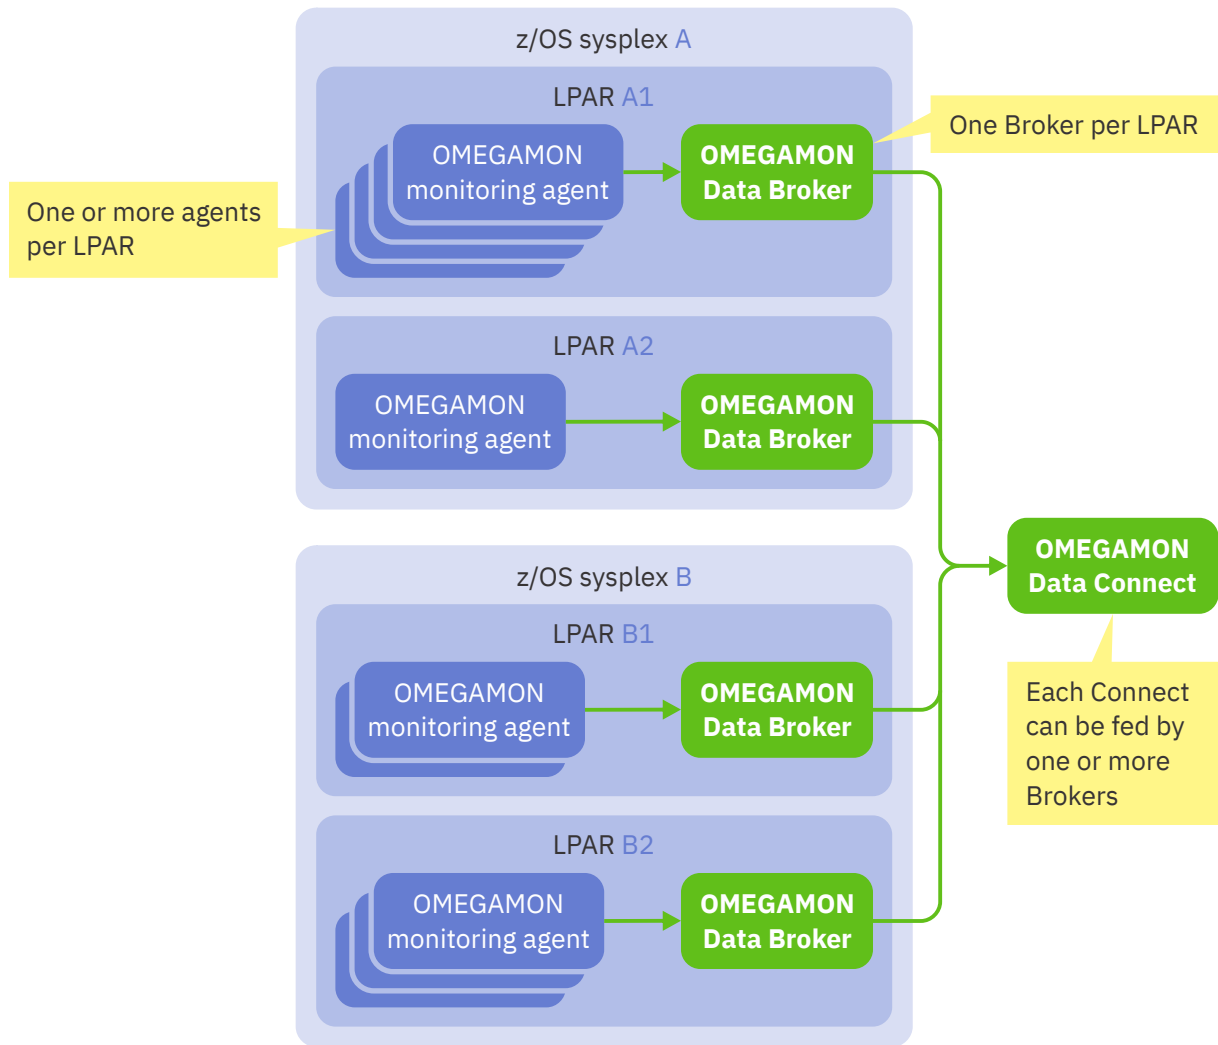 z/OS sysplex A
LPAR A1
OMEGAMON
monitoring agent
OMEGAMON
Data Broker
One Broker per LPAR
One or more agents
per LPAR
LPAR A2
OMEGAMON
monitoring agent
OMEGAMON
Data Broker
z/OS sysplex B
LPAR B1
OMEGAMON
monitoring agent
OMEGAMON
Data Broker
OMEGAMON
Data Connect
Each Connect
can be fed by
one or more
Brokers
LPAR B2
OMEGAMON
monitoring agent
OMEGAMON
Data Broker